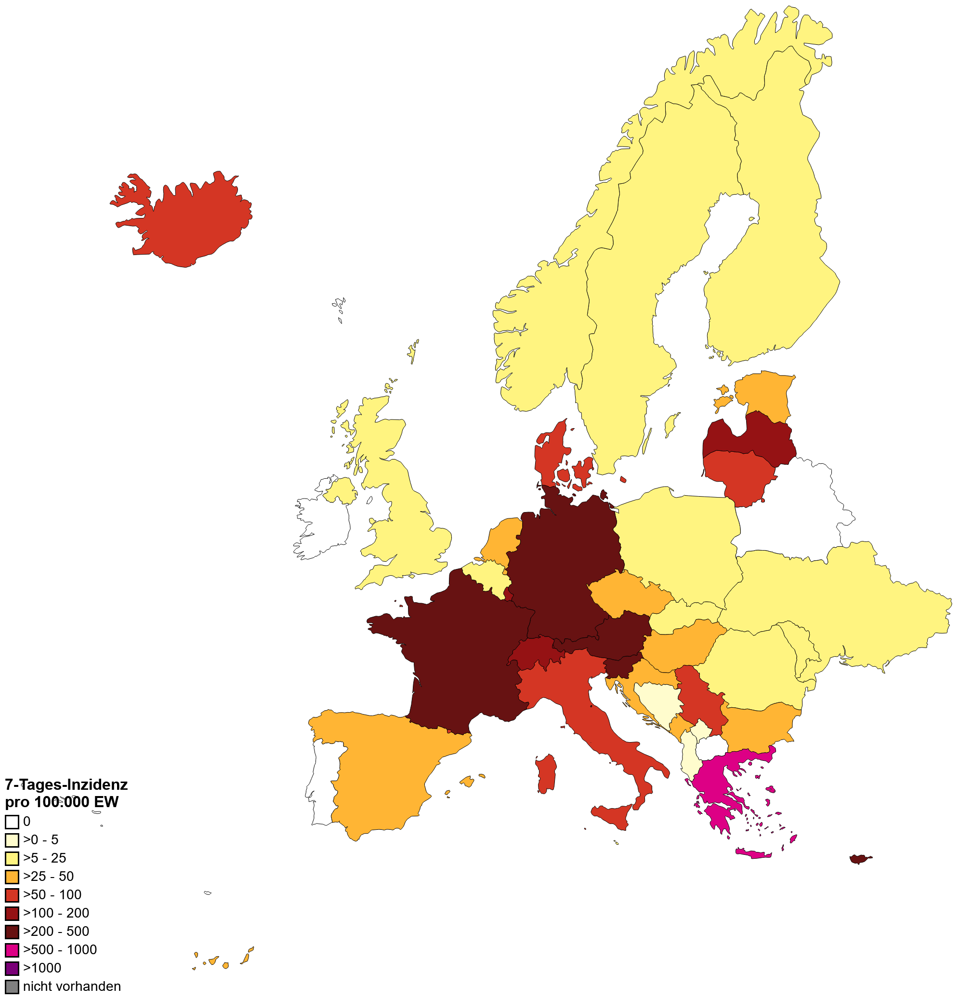 7-Tages-Inzidenz
pro 100.000 EW
0
>0 - 5
>5 - 25
>25 - 50
>50 - 100
>100 - 200
>200 - 500
>500 - 1000
>1000
nicht vorhanden